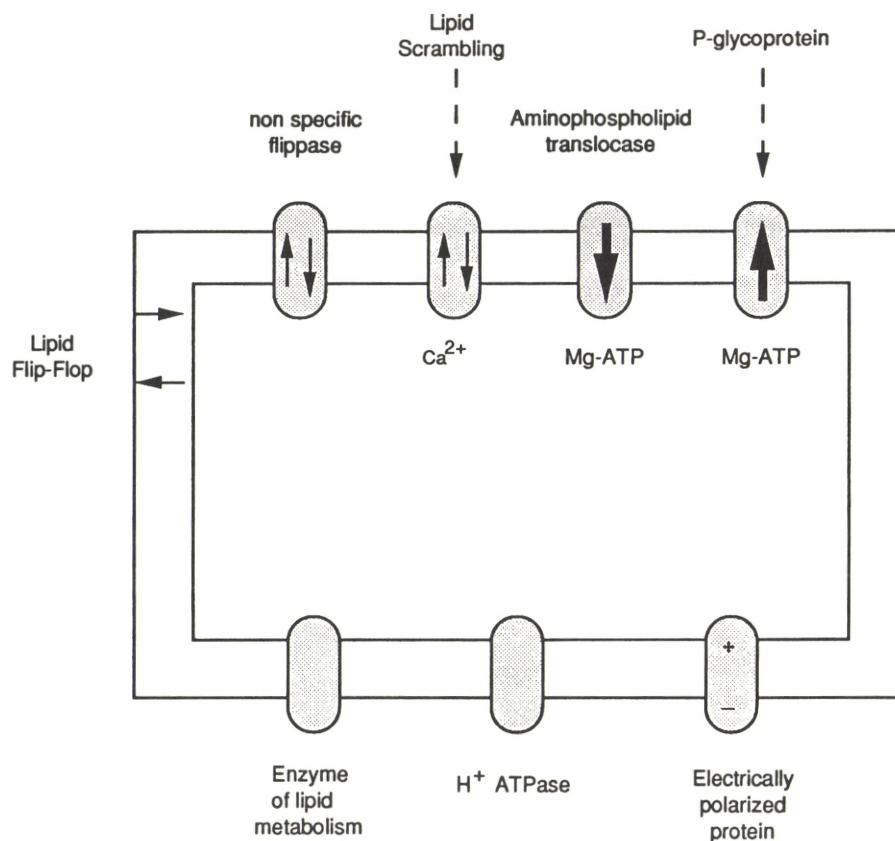 Lipid
Scrambling
P-glycoprotein
non specific
flippase
Aminophospholipid
translocase
Ca2+
Mg-ATP
Mg-ATP
Lipid
Flip-Flop
+
–
Enzyme
of lipid
metabolism
H+ ATPase
Electrically
polarized
protein